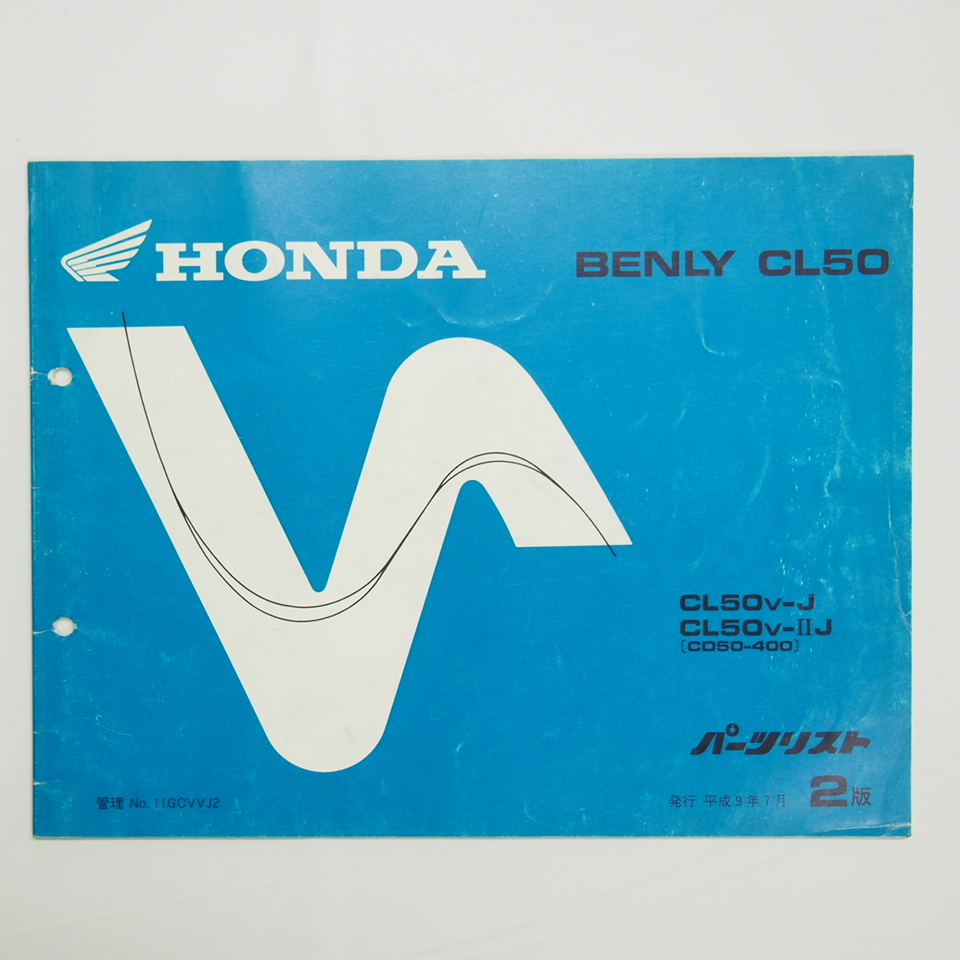 HONDA
BENLY CL50
CL50V-J
CL50V-ⅡJ
〔CD50-400〕
パーツリスト
管理 No. 11GCVVJ2
発行 平成9年7月 2版